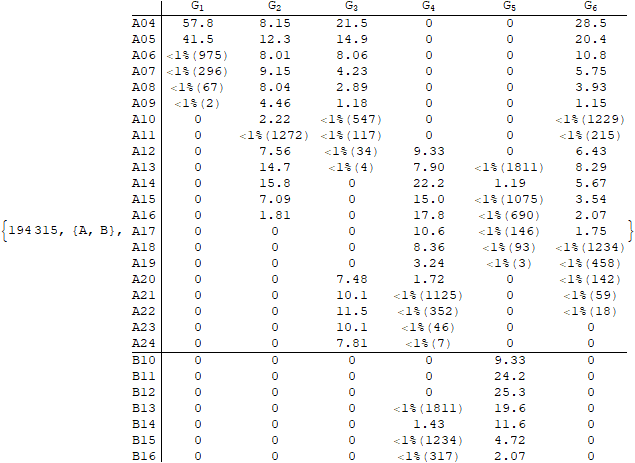 G1 G2 G3 G4 G5 G6
A04 57.8 8.15 21.5 0 0 28.5
A05 41.5 12.3 14.9 0 0 20.4
A06 <1%(975) 8.01 8.06 0 0 10.8
A07 <1%(296) 9.15 4.23 0 0 5.75
A08 <1%(67) 8.04 2.89 0 0 3.93
A09 <1%(2) 4.46 1.18 0 0 1.15
A10 0 2.22 <1%(547) 0 0 <1%(1229)
A11 0 <1%(1272) <1%(117) 0 0 <1%(215)
A12 0 7.56 <1%(34) 9.33 0 6.43
A13 0 14.7 <1%(4) 7.90 <1%(1811) 8.29
A14 0 15.8 0 22.2 1.19 5.67
A15 0 7.09 0 15.0 <1%(1075) 3.54
A16 0 1.81 0 17.8 <1%(690) 2.07
{194315, {A, B}, A17 0 0 0 10.6 <1%(146) 1.75 }
A18 0 0 0 8.36 <1%(93) <1%(1234)
A19 0 0 0 3.24 <1%(3) <1%(458)
A20 0 0 7.48 1.72 0 <1%(142)
A21 0 0 10.1 <1%(1125) 0 <1%(59)
A22 0 0 11.5 <1%(352) 0 <1%(18)
A23 0 0 10.1 <1%(46) 0 0
A24 0 0 7.81 <1%(7) 0 0
B10 0 0 0 0 9.33 0
B11 0 0 0 0 24.2 0
B12 0 0 0 0 25.3 0
B13 0 0 0 <1%(1811) 19.6 0
B14 0 0 0 1.43 11.6 0
B15 0 0 0 <1%(1234) 4.72 0
B16 0 0 0 <1%(317) 2.07 0